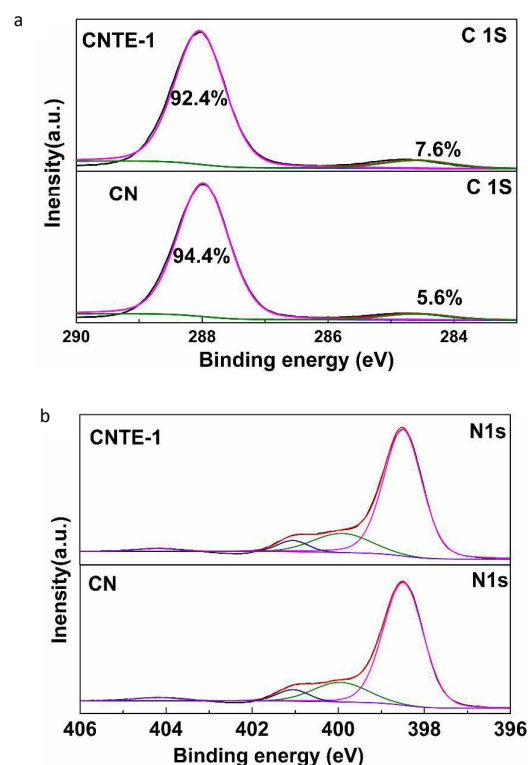 a
CNTE-1 C 1S
92.4%
7.6%
CN C 1S
94.4%
5.6%
Inensity(a.u.)
290 288 286 284
Binding energy (eV)
b
CNTE-1 N1s
CN N1s
Inensity(a.u.)
406 404 402 400 398 396
Binding energy (eV)